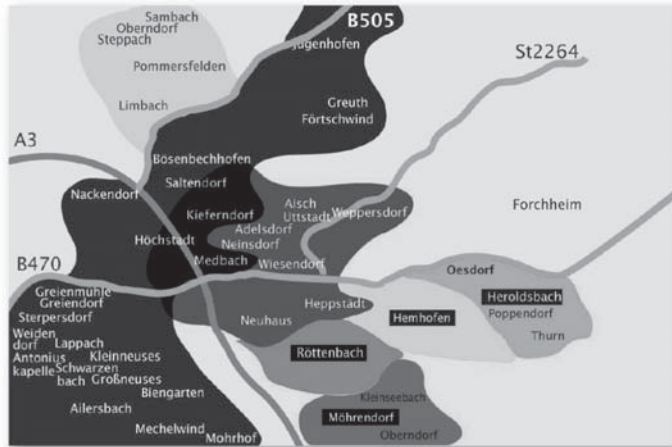 Sambach
Oberndorf
Steppach
Pommersfelden
Limbach
B505
Jugenhofen
St2264
Greuth
Förtschwind
A3
Bösenbechhofen
Nackendorf
Saltendorf
Kieferndorf
Aisch
Uttstadt
Weppersdorf
Forchheim
Höchstadt
Adelsdorf
Neinsdorf
Medbach
Wiesendorf
B470
Oesdorf
Greienmühle
Greiendorf
Sterpersdorf
Heppstädt
Heroldsbach
Poppendorf
Neuhaus
Hemhofen
Thurn
Weiden
dorf
Lappach
Antonius
kapelle
Kleinneuses
Schwarzen
bach
Großneuses
Röttenbach
Biengarten
Kleinseebach
Ailersbach
Möhrendorf
Mechelwind
Mohrhof
Oberndorf